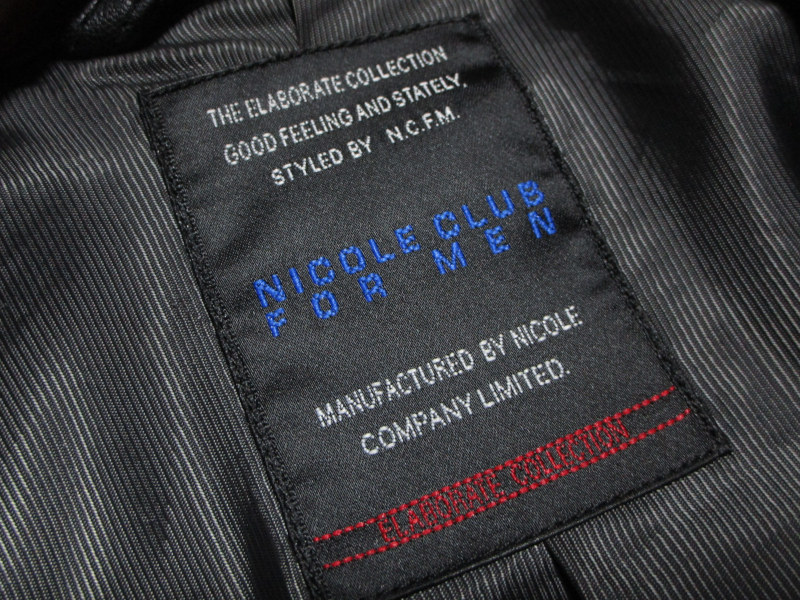 THE ELABORATE COLLECTION
GOOD FEELING AND STATELY.
STYLED BY N.C.F.M.
NICOLE CLUB
FOR MEN
MANUFACTURED BY NICOLE
COMPANY LIMITED.
ELABORATE COLLECTION